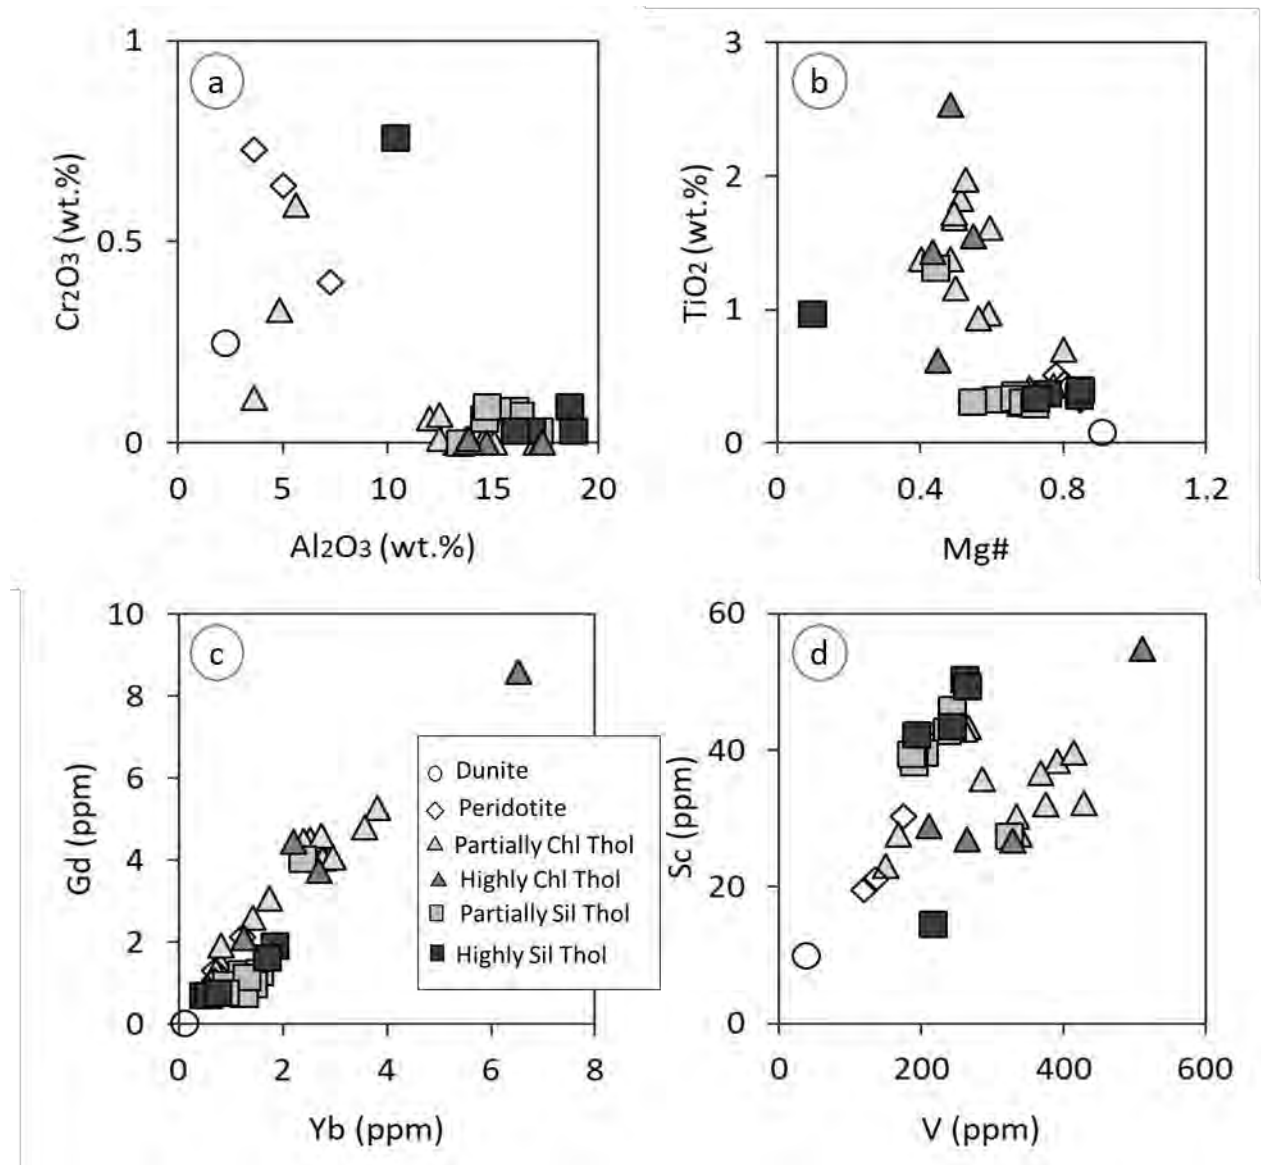 a
1
0.5
0
Cr2O3 (wt.%)
0 5 10 15 20
Al2O3 (wt.%)
b
3
2
1
0
TiO2 (wt.%)
0 0.4 0.8 1.2
Mg#
c
10
8
6
4
2
0
Gd (ppm)
0 2 4 6 8
Yb (ppm)
Dunite
Peridotite
Partially Chl Thol
Highly Chl Thol
Partially Sil Thol
Highly Sil Thol
d
60
40
20
0
Sc (ppm)
200 400 600
V (ppm)